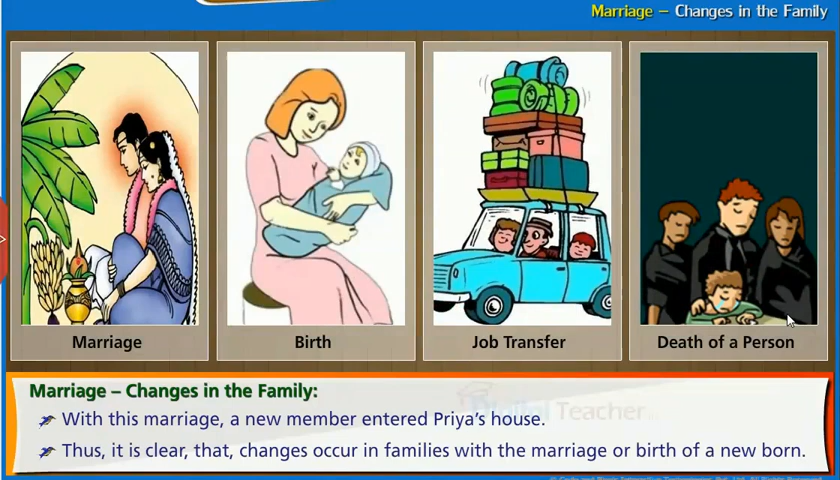 Marriage – Changes in the Family
Marriage
Birth
Job Transfer
Death of a Person
Marriage – Changes in the Family:
With this marriage, a new member entered Priya's house.
Thus, it is clear, that, changes occur in families with the marriage or birth of a new born.
Digital Teacher